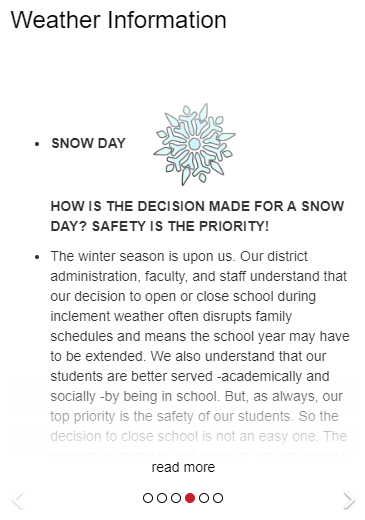 Weather Information
SNOW DAY
HOW IS THE DECISION MADE FOR A SNOW
DAY? SAFETY IS THE PRIORITY!
The winter season is upon us. Our district
administration, faculty, and staff understand that
our decision to open or close school during
inclement weather often disrupts family
schedules and means the school year may have
to be extended. We also understand that our
students are better served -academically and
socially -by being in school. But, as always, our
top priority is the safety of our students. So the
decision to close school is not an easy one. The
read more